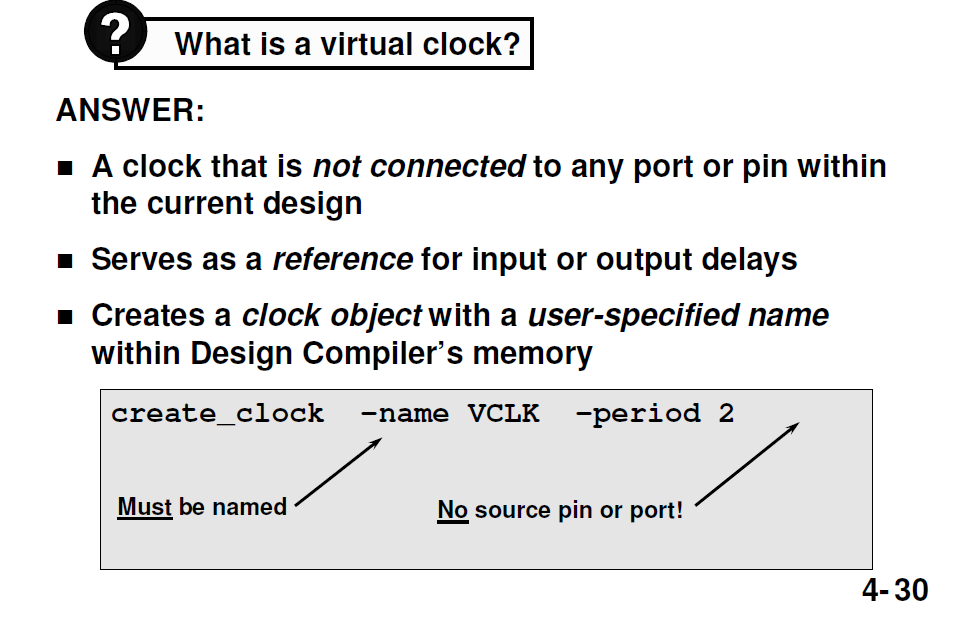 ?
What is a virtual clock?
ANSWER:
■ A clock that is not connected to any port or pin within
the current design
■ Serves as a reference for input or output delays
■ Creates a clock object with a user-specified name
within Design Compiler’s memory
create_clock –name VCLK –period 2
Must be named
No source pin or port!
4- 30